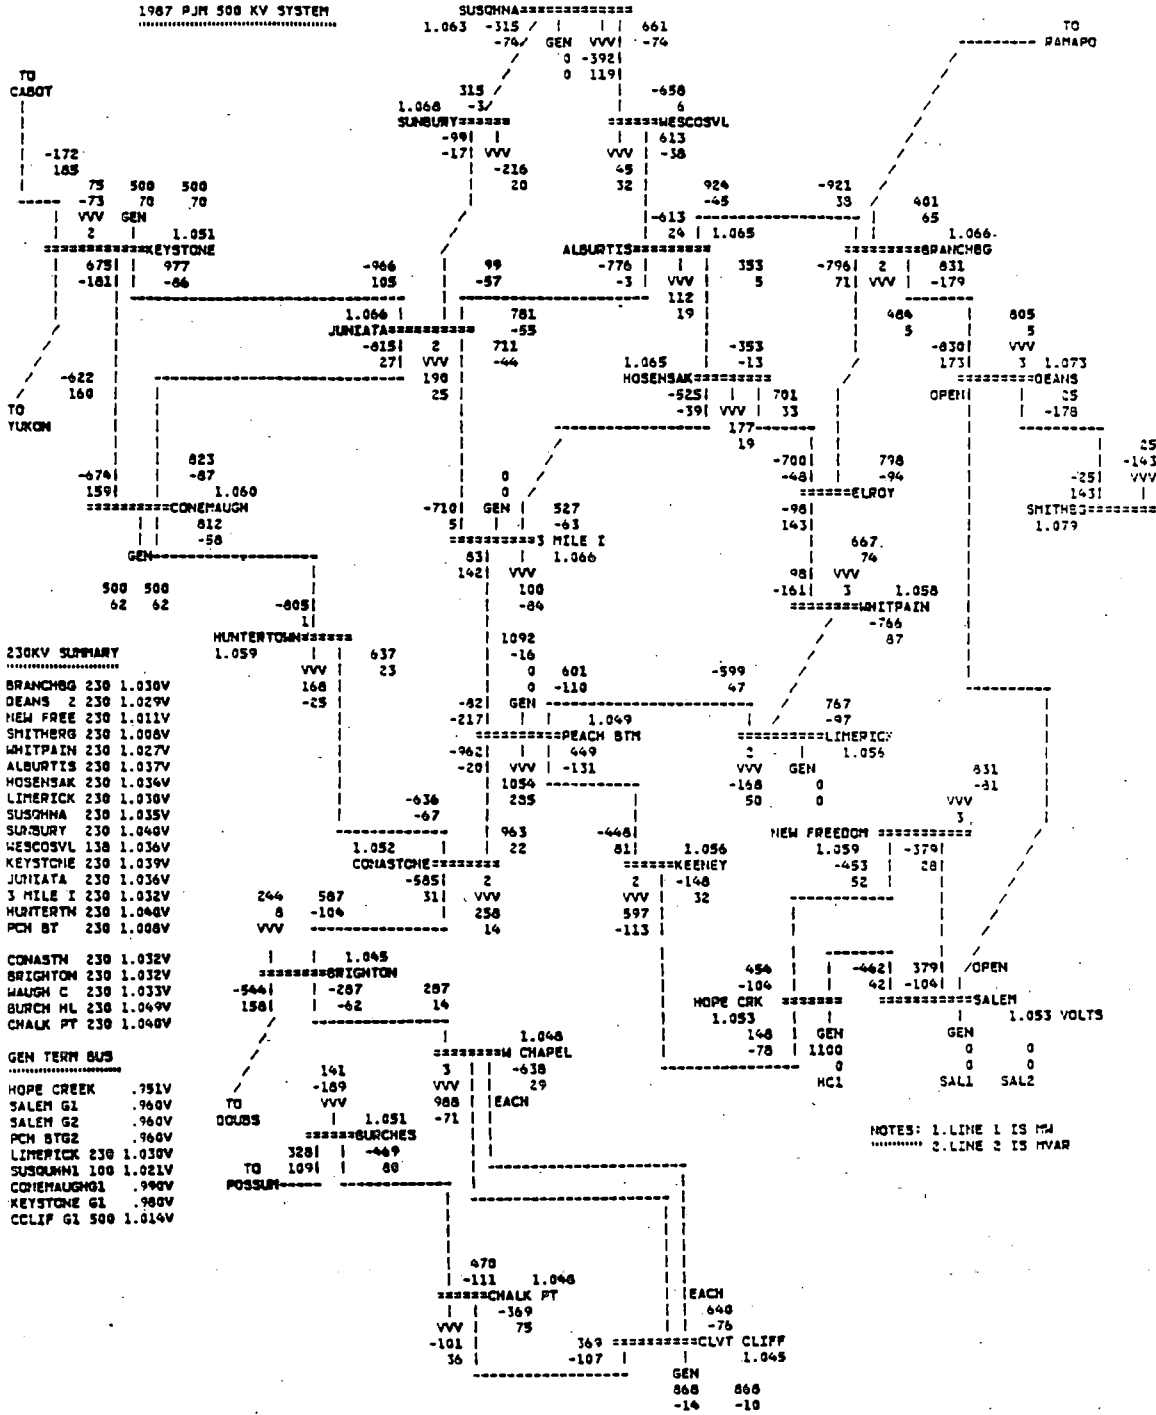 1987 PJM 500 KV SYSTEM
SUSQHNA
1.063 -315 661
-74 GEN VVV -74
0 -392
0 119
TO
RAMAPO
TO
CABOT
315 -658
1.068 -3 6
SUNBURY WESCOSVL
-99 613
-17 VVV VVV -38
-216 45
20 32
-172
185
75 500 500
-73 70 70
VVV GEN
2 1.051
KEYSTONE
675 977
-181 -86
924 -921
-45 38 401
65
-613
24 1.065 1.066
ALBURTIS BRANCHBG
-776 353 -796 2 831
-3 VVV 5 71 VVV -179
112
19
-966 99
105 -57
1.066 781
JUNIATA -55
-815 2 711
27 VVV -44
190
25
484 805
5 5
-830 VVV
173 3 1.073
DEANS
OPEN 25
-178
1.065 -353
-13
HOSENSAK
-525 701
-39 VVV 33
177
19
-622
160
TO
YUKON
25
-143
-25 VVV
143
SMITHBG
1.079
823
-87
-674
159 1.060
CONEMAUGH
812
-58
GEN
500 500
62 62
0
0
-710 GEN 527
5 -63
3 MILE I
83 1.066
142 VVV
100
-84
-700 798
-48 -94
ELROY
-98
143
667
74
98 VVV
-161 3 1.058
WHITPAIN
-766
87
-805
1
HUNTERTOWN
1.059 637
VVV 23
168
-25
1092
-16
0 601 -599
0 -110 47
-82 GEN
-217 1.049
PEACH BTM
-962 449
-20 VVV -131
1054
235
767
-97
LIMERICK
2 1.056
VVV GEN
-168 0
50 0
831
-81
VVV
3
NEW FREEDOM
1.059 -379
-453 28
52
-636
-67
1.052 963
22
CONASTONE
-585 2
31 VVV
258
14
-448
81 1.056
KEENEY
2 -148
VVV 32
597
-113
244 587
8 -104
VVV
1.045
BRIGHTON
-544 -287 287
158 -62 14
454 -462 379 OPEN
-104 42 -104
HOPE CRK SALEM
1.053 1.053 VOLTS
148 GEN GEN
-78 1100 0 0
0 0 0
HC1 SAL1 SAL2
1.048
W CHAPEL
3 -638
VVV 29
988 EACH
-71
141
-189
TO VVV
DOUBS 1.051
BURCHES
328 -469
TO 109 80
POSSUM
470
-111 1.048
CHALK PT
-369
VVV 75
-101
36
EACH
640
-76
369 CLVT CLIFF
-107 1.045
GEN
868 868
-14 -10
230KV SUMMARY
BRANCHBG 230 1.030V
DEANS 2 230 1.029V
NEW FREE 230 1.011V
SMITHERG 230 1.008V
WHITPAIN 230 1.027V
ALBURTIS 230 1.037V
HOSENSAK 230 1.034V
LIMERICK 230 1.030V
SUSQHNA 230 1.035V
SUNBURY 230 1.040V
WESCOSVL 138 1.036V
KEYSTONE 230 1.039V
JUNIATA 230 1.036V
3 MILE I 230 1.032V
HUNTERTN 230 1.040V
PCH BT 230 1.008V
CONASTN 230 1.032V
BRIGHTON 230 1.032V
WAUGH C 230 1.033V
BURCH HL 230 1.049V
CHALK PT 230 1.040V
GEN TERM BUS
HOPE CREEK .951V
SALEM G1 .960V
SALEM G2 .960V
PCH BTG2 .960V
LIMERICK 230 1.030V
SUSQUHN1 100 1.021V
CONEMAUGHG1 .990V
KEYSTONE G1 .980V
CCLIF G1 500 1.014V
NOTES: 1.LINE 1 IS MW
2.LINE 2 IS MVAR